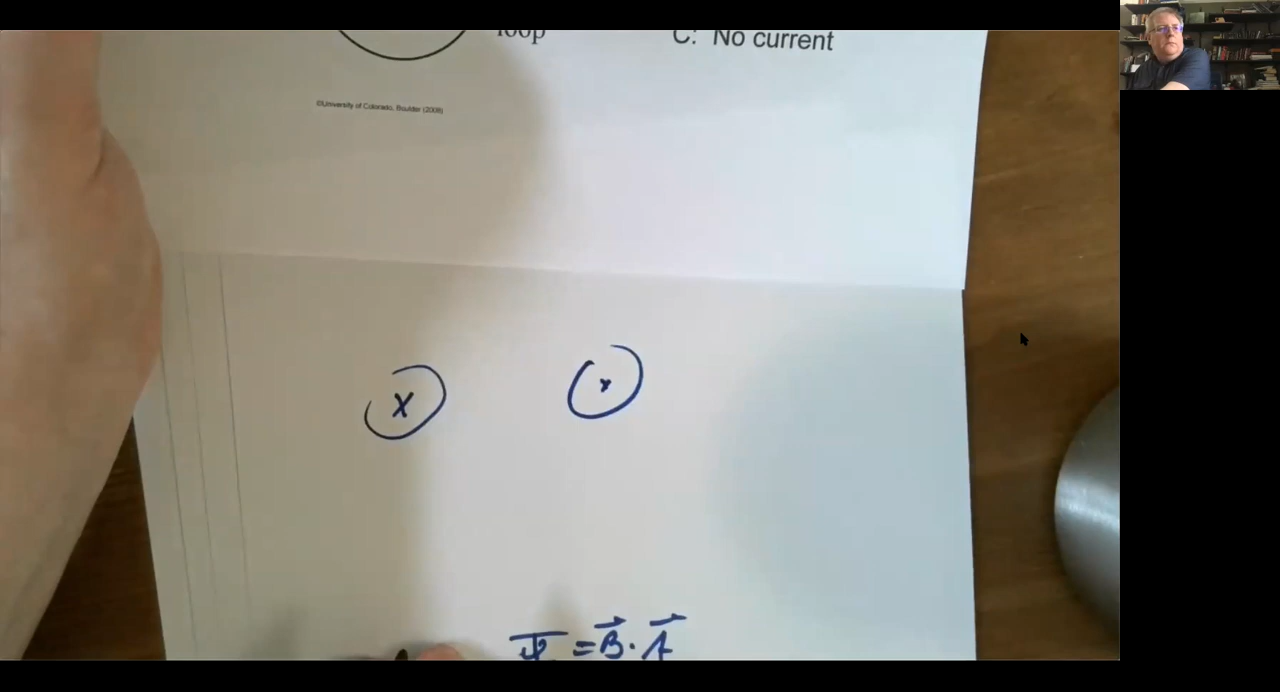 loop C: No current
©University of Colorado, Boulder (2008)
x x
Φ = B⃗ · A⃗